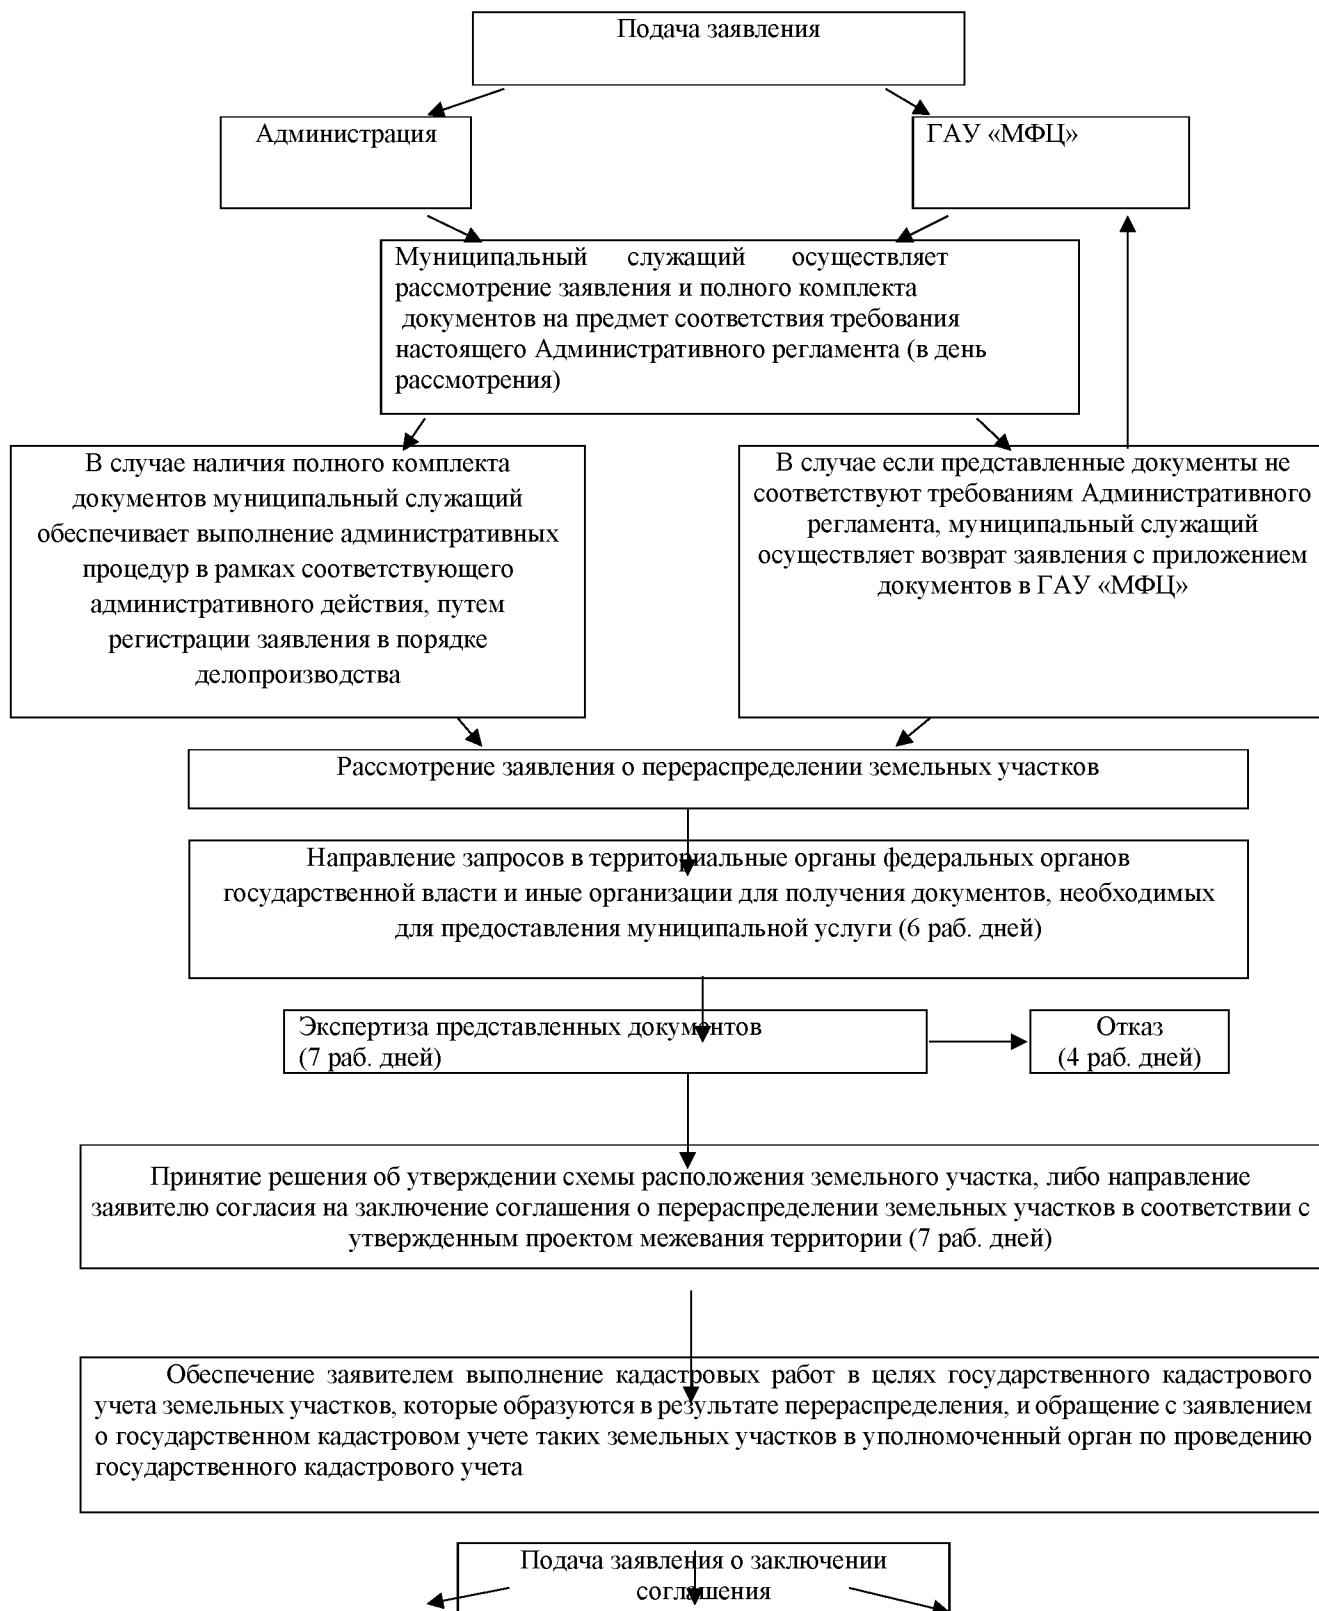 Подача заявления
Администрация
ГАУ «МФЦ»
Муниципальный служащий осуществляет
рассмотрение заявления и полного комплекта
документов на предмет соответствия требования
настоящего Административного регламента (в день
рассмотрения)
В случае наличия полного комплекта
документов муниципальный служащий
обеспечивает выполнение административных
процедур в рамках соответствующего
административного действия, путем
регистрации заявления в порядке
делопроизводства
В случае если представленные документы не
соответствуют требованиям Административного
регламента, муниципальный служащий
осуществляет возврат заявления с приложением
документов в ГАУ «МФЦ»
Рассмотрение заявления о перераспределении земельных участков
Направление запросов в территориальные органы федеральных органов
государственной власти и иные организации для получения документов, необходимых
для предоставления муниципальной услуги (6 раб. дней)
Экспертиза представленных документов
(7 раб. дней)
Отказ
(4 раб. дней)
Принятие решения об утверждении схемы расположения земельного участка, либо направление
заявителю согласия на заключение соглашения о перераспределении земельных участков в соответствии с
утвержденным проектом межевания территории (7 раб. дней)
Обеспечение заявителем выполнение кадастровых работ в целях государственного кадастрового
учета земельных участков, которые образуются в результате перераспределения, и обращение с заявлением
о государственном кадастровом учете таких земельных участков в уполномоченный орган по проведению
государственного кадастрового учета
Подача заявления о заключении
соглашения